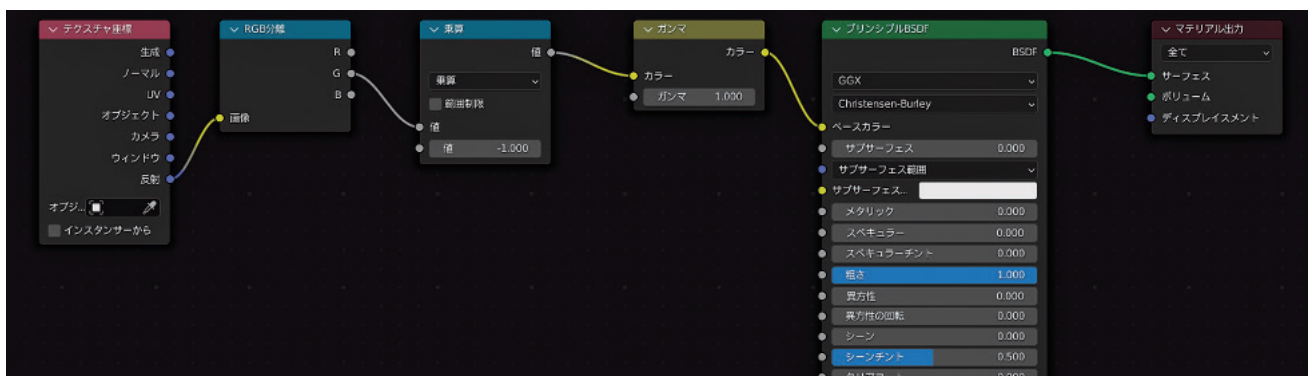 テクスチャ座標
生成
ノーマル
UV
オブジェクト
カメラ
ウィンドウ
反射
オブジ...
インスタンサーから
RGB分離
R
G
B
画像
乗算
値
乗算
範囲制限
値
値 -1.000
ガンマ
カラー
カラー
ガンマ 1.000
プリンシプルBSDF
BSDF
GGX
Christensen-Burley
ベースカラー
サブサーフェス 0.000
サブサーフェス範囲
サブサーフェス...
メタリック 0.000
スペキュラー 0.000
スペキュラーチント 0.000
粗さ 1.000
異方性 0.000
異方性の回転 0.000
シーン 0.000
シーンチント 0.500
マテリアル出力
全て
サーフェス
ボリューム
ディスプレイスメント